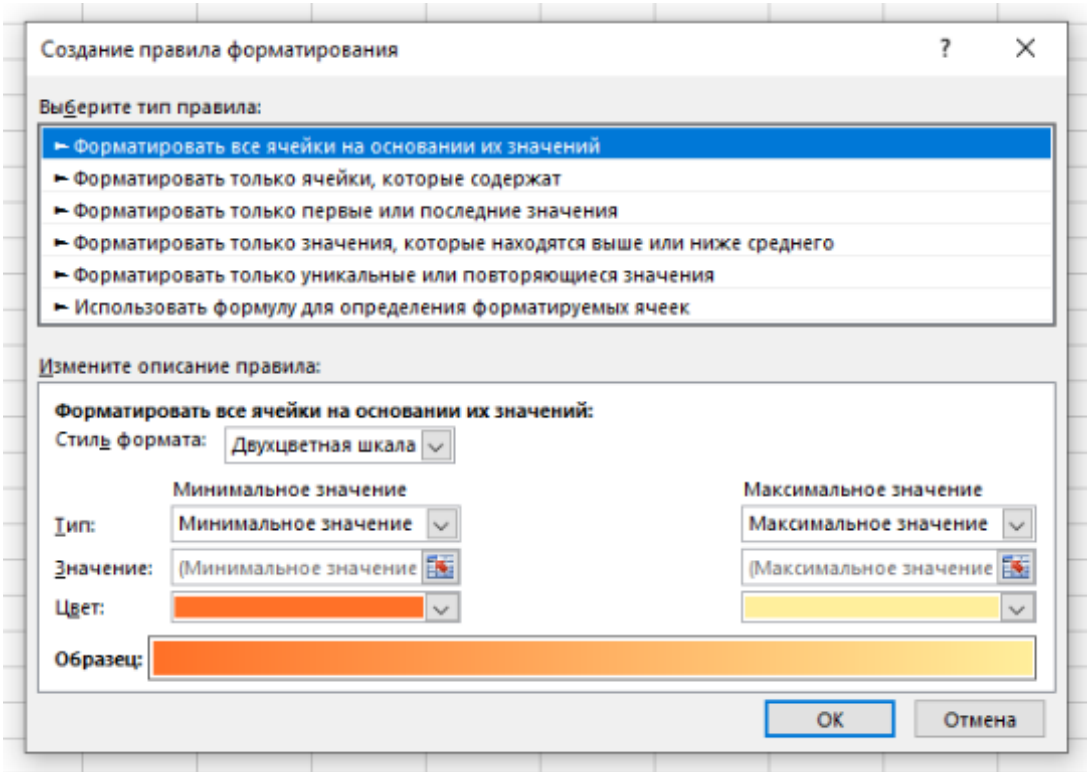 Создание правила форматирования ?
Выберите тип правила:
► Форматировать все ячейки на основании их значений
► Форматировать только ячейки, которые содержат
► Форматировать только первые или последние значения
► Форматировать только значения, которые находятся выше или ниже среднего
► Форматировать только уникальные или повторяющиеся значения
► Использовать формулу для определения форматируемых ячеек
Измените описание правила:
Форматировать все ячейки на основании их значений:
Стиль формата: Двухцветная шкала
Минимальное значение Максимальное значение
Тип: Минимальное значение Максимальное значение
Значение: (Минимальное значение (Максимальное значение
Цвет:
Образец:
ОК Отмена